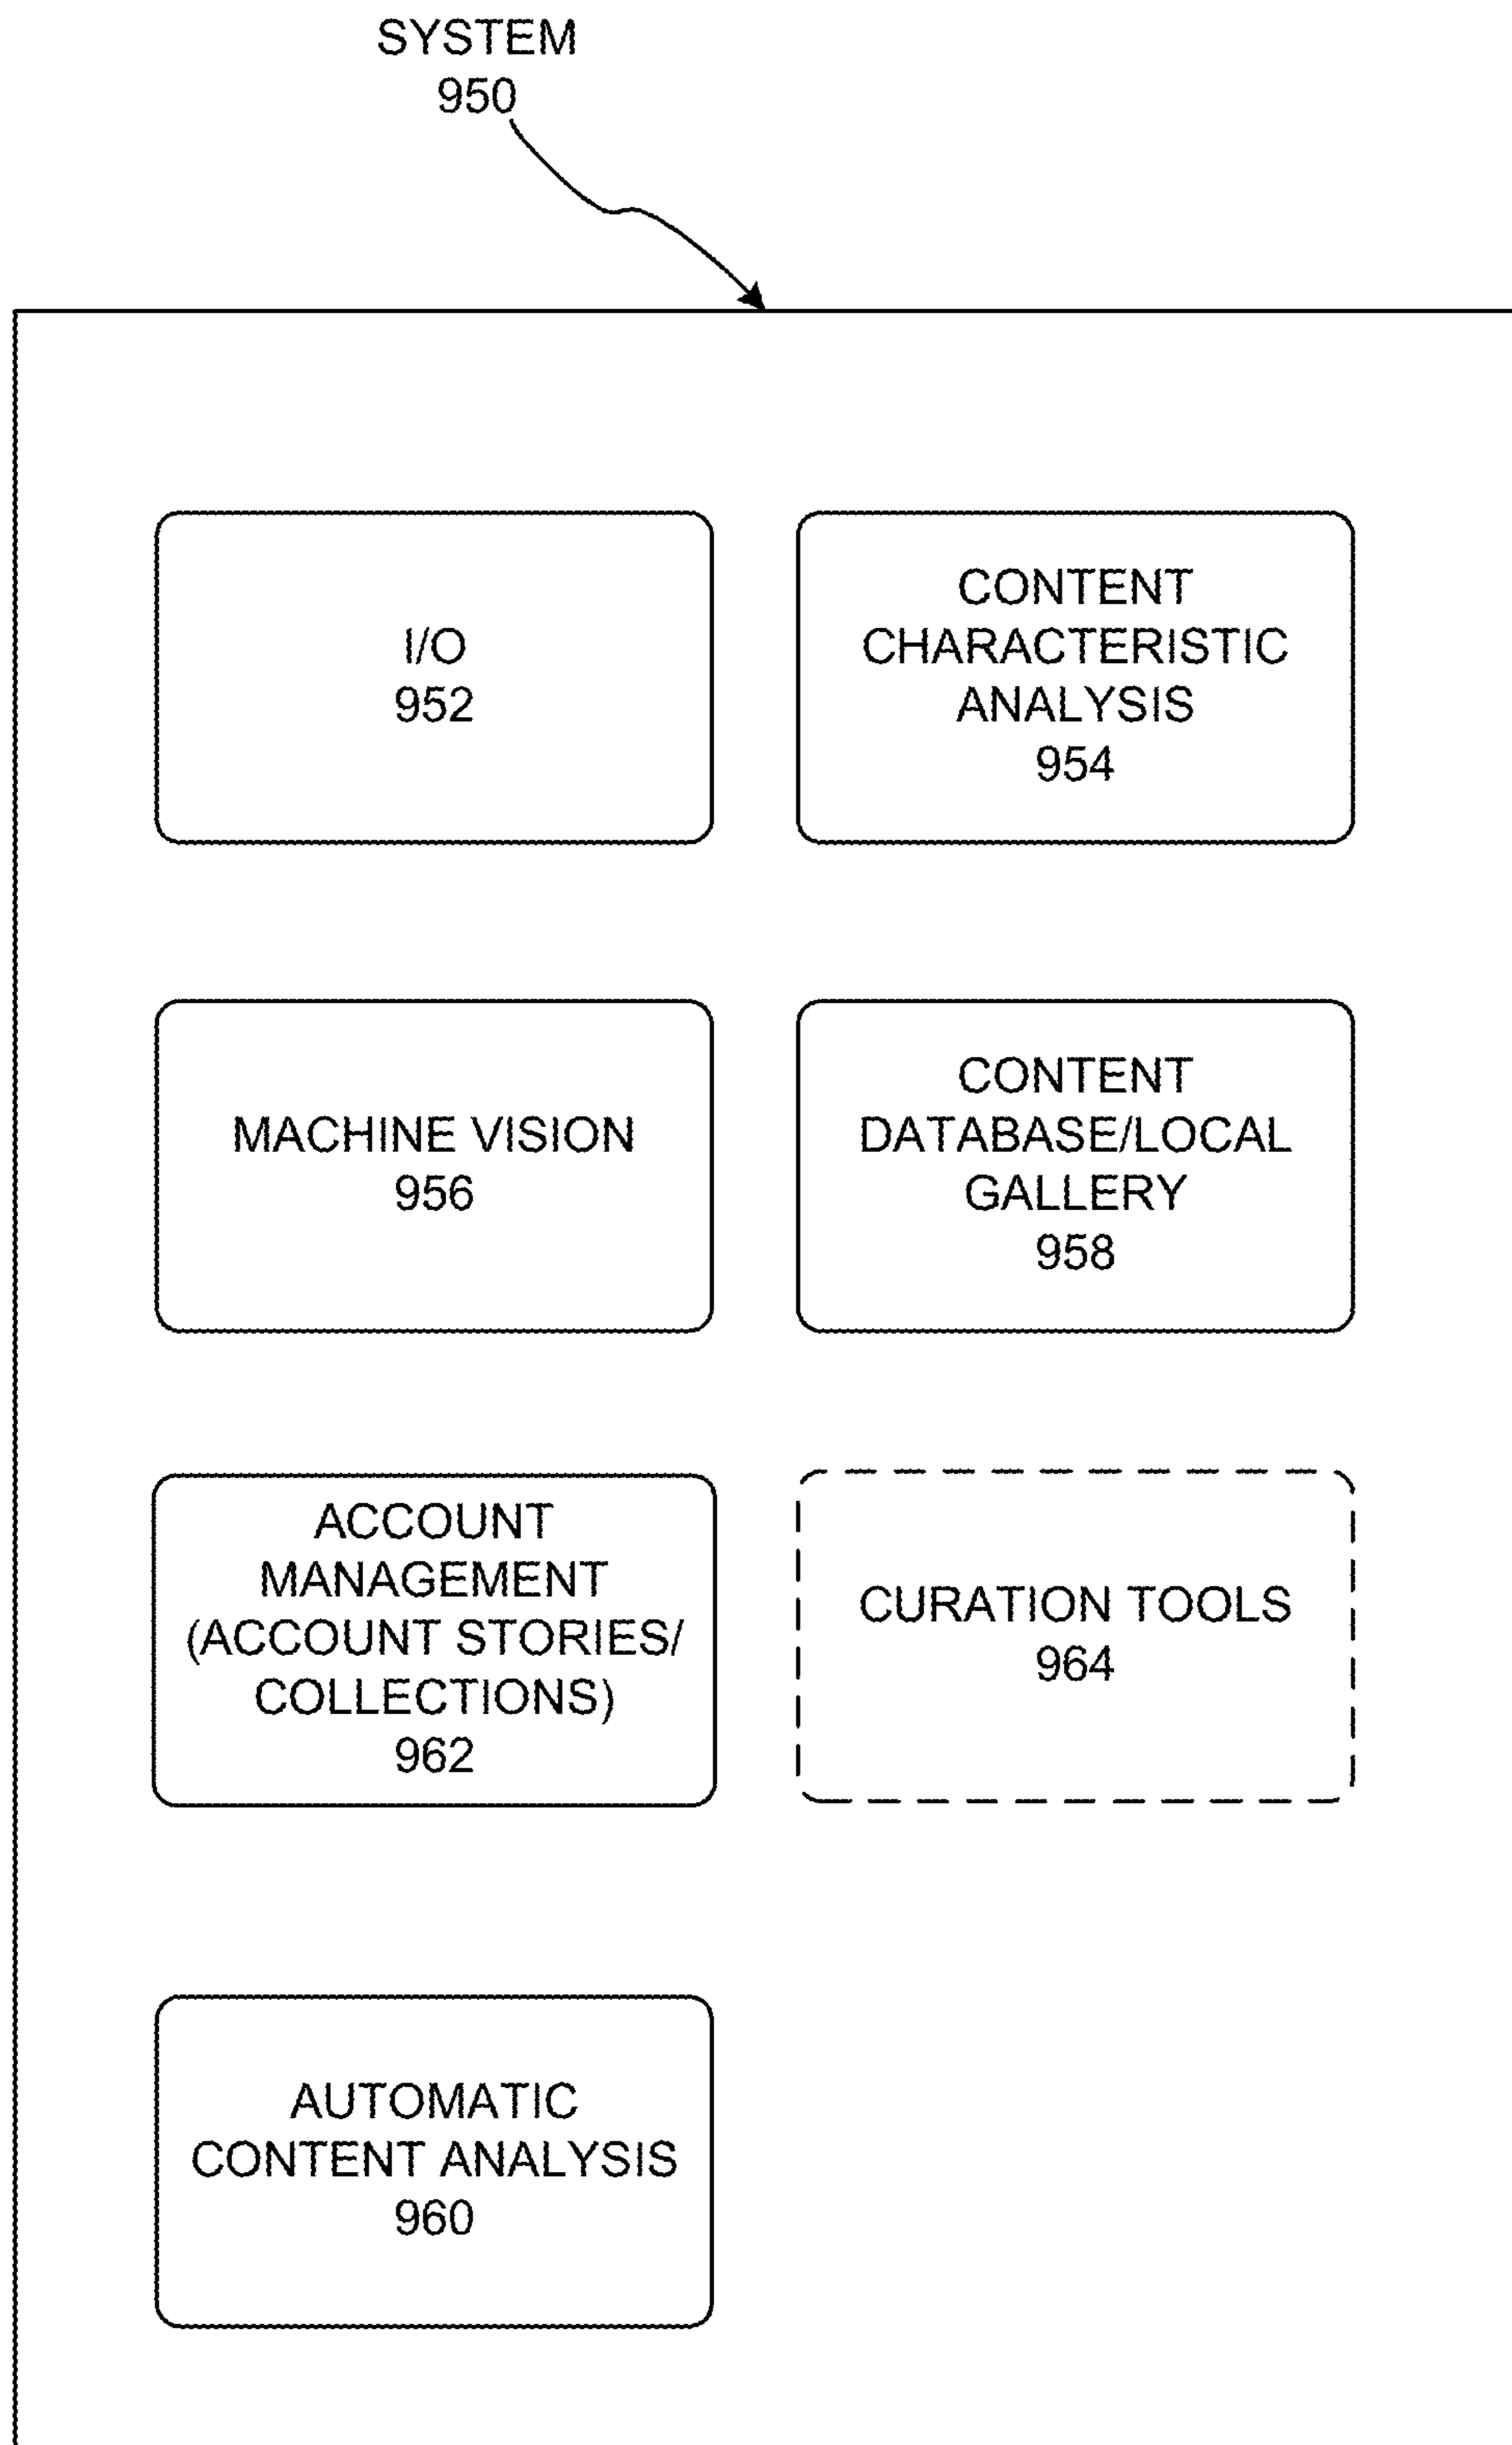 SYSTEM
950
I/O
952
CONTENT
CHARACTERISTIC
ANALYSIS
954
MACHINE VISION
956
CONTENT
DATABASE/LOCAL
GALLERY
958
ACCOUNT
MANAGEMENT
(ACCOUNT STORIES/
COLLECTIONS)
962
CURATION TOOLS
964
AUTOMATIC
CONTENT ANALYSIS
960